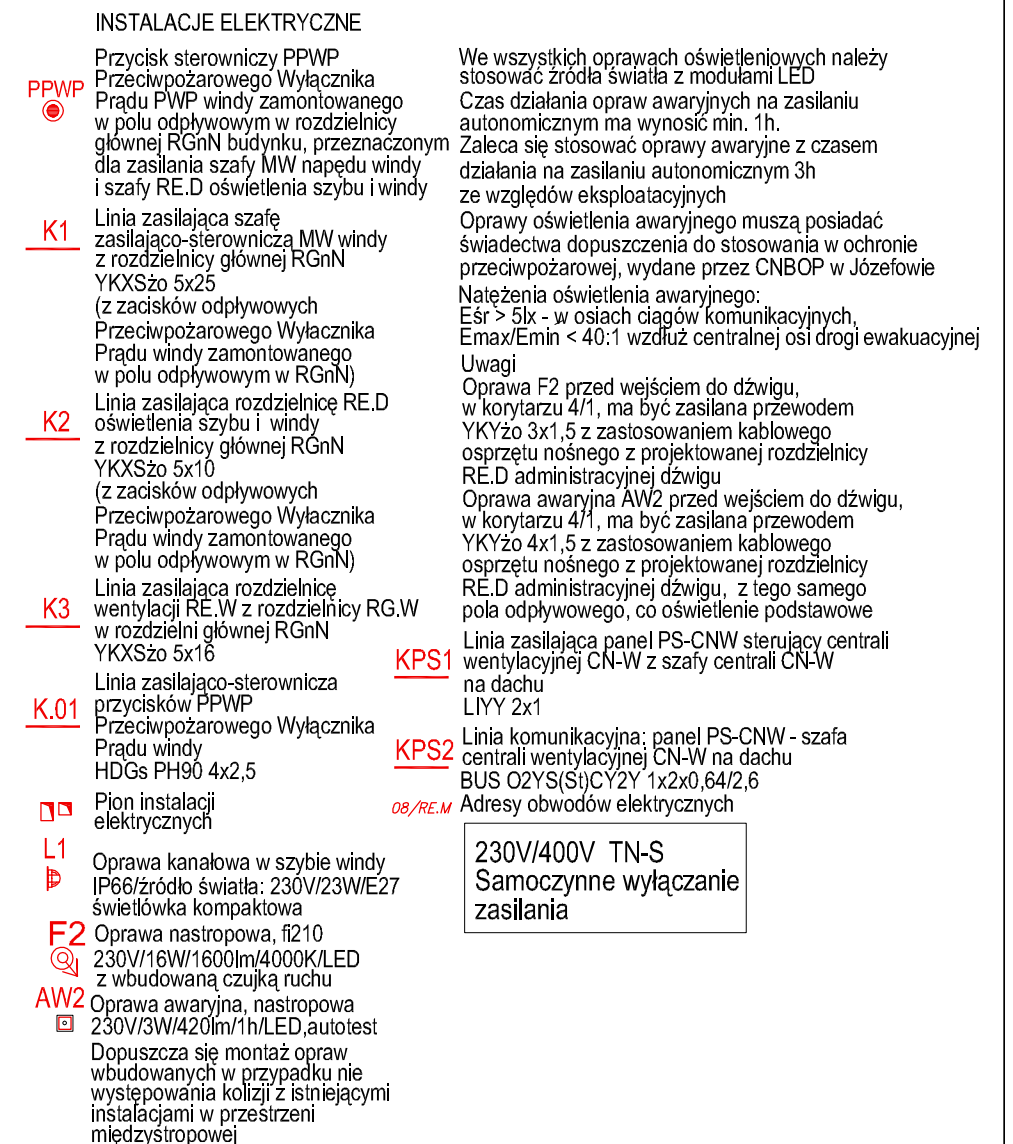 INSTALACJE ELEKTRYCZNE
PPWP
Przycisk sterowniczy PPWP
Przeciwpożarowego Wyłącznika
Prądu PWP windy zamontowanego
w polu odpływowym w rozdzielnicy
głównej RGnN budynku, przeznaczonym
dla zasilania szafy MW napędu windy
i szafy RE.D oświetlenia szybu i windy
K1
Linia zasilająca szafę
zasilająco-sterowniczą MW windy
z rozdzielnicy głównej RGnN
YKXSżo 5x25
(z zacisków odpływowych
Przeciwpożarowego Wyłacznika
Prądu windy zamontowanego
w polu odpływowym w RGnN)
K2
Linia zasilająca rozdzielnicę RE.D
oświetlenia szybu i windy
z rozdzielnicy głównej RGnN
YKXSżo 5x10
(z zacisków odpływowych
Przeciwpożarowego Wyłacznika
Prądu windy zamontowanego
w polu odpływowym w RGnN)
K3
Linia zasilająca rozdzielnicę
wentylacji RE.W z rozdzielnicy RG.W
w rozdzielni głównej RGnN
YKXSżo 5x16
K.01
Linia zasilająco-sterownicza
przycisków PPWP
Przeciwpożarowego Wyłącznika
Prądu windy
HDGs PH90 4x2,5
Pion instalacji
elektrycznych
L1
Oprawa kanałowa w szybie windy
IP66/źródło światła: 230V/23W/E27
świetlówka kompaktowa
F2
Oprawa nastropowa, fi210
230V/16W/1600lm/4000K/LED
z wbudowaną czujką ruchu
AW2
Oprawa awaryjna, nastropowa
230V/3W/420lm/1h/LED,autotest
Dopuszcza się montaż opraw
wbudowanych w przypadku nie
występowania kolizji z istniejącymi
instalacjami w przestrzeni
międzystropowej
We wszystkich oprawach oświetleniowych należy
stosować źródła światła z modułami LED
Czas działania opraw awaryjnych na zasilaniu
autonomicznym ma wynosić min. 1h.
Zaleca się stosować oprawy awaryjne z czasem
działania na zasilaniu autonomicznym 3h
ze względów eksploatacyjnych
Oprawy oświetlenia awaryjnego muszą posiadać
świadectwa dopuszczenia do stosowania w ochronie
przeciwpożarowej, wydane przez CNBOP w Józefowie
Natężenia oświetlenia awaryjnego:
Eśr > 5lx - w osiach ciągów komunikacyjnych,
Emax/Emin < 40:1 wzdłuż centralnej osi drogi ewakuacyjnej
Uwagi
Oprawa F2 przed wejściem do dźwigu,
w korytarzu 4/1, ma być zasilana przewodem
YKYżo 3x1,5 z zastosowaniem kablowego
osprzętu nośnego z projektowanej rozdzielnicy
RE.D administracyjnej dźwigu
Oprawa awaryjna AW2 przed wejściem do dźwigu,
w korytarzu 4/1, ma być zasilana przewodem
YKYżo 4x1,5 z zastosowaniem kablowego
osprzętu nośnego z projektowanej rozdzielnicy
RE.D administracyjnej dźwigu, z tego samego
pola odpływowego, co oświetlenie podstawowe
KPS1
Linia zasilająca panel PS-CNW sterujący centrali
wentylacyjnej CN-W z szafy centrali CN-W
na dachu
LIYY 2x1
KPS2
Linia komunikacyjna: panel PS-CNW - szafa
centrali wentylacyjnej CN-W na dachu
BUS O2YS(St)CY2Y 1x2x0,64/2,6
08/RE.M
Adresy obwodów elektrycznych
230V/400V TN-S
Samoczynne wyłączanie
zasilania